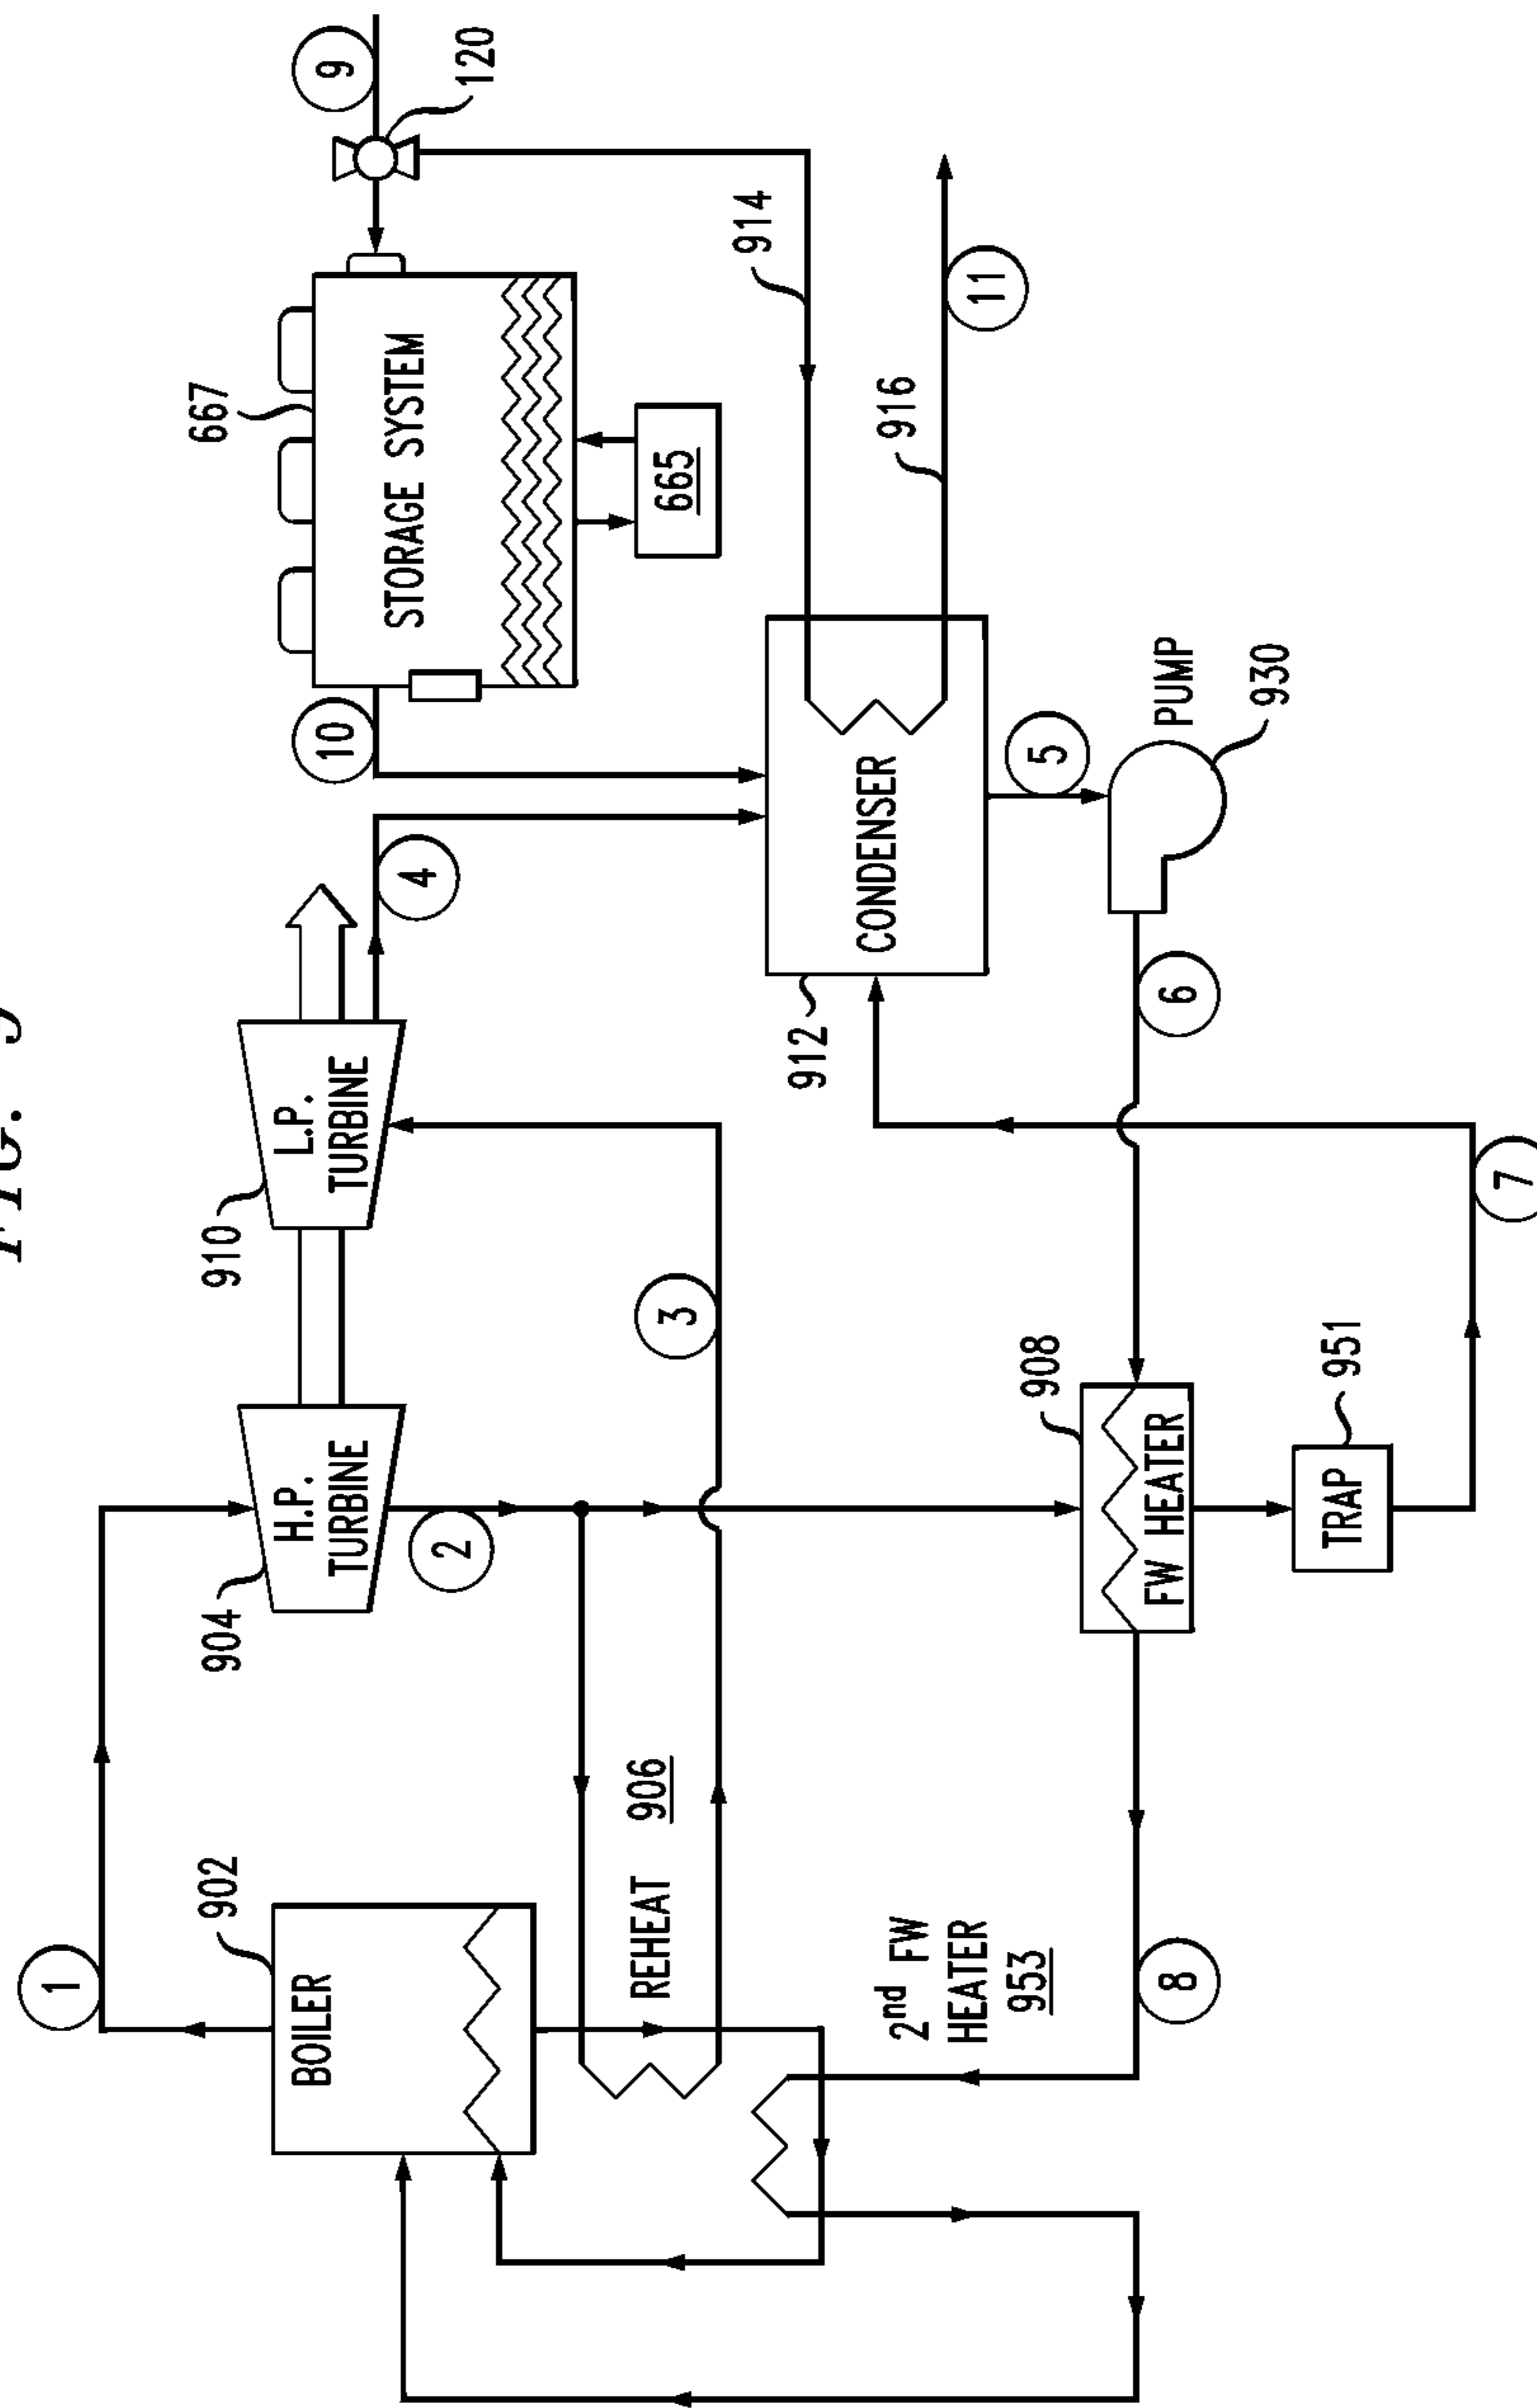 FIG. 9
1
BOILER
902
H.P.
TURBINE
904
L.P.
TURBINE
910
667
STORAGE SYSTEM
9
120
10
665
4
2
3
REHEAT 906
914
916
11
912
CONDENSER
5
PUMP
930
6
2nd FW
HEATER
953
8
908
FW HEATER
TRAP
951
7